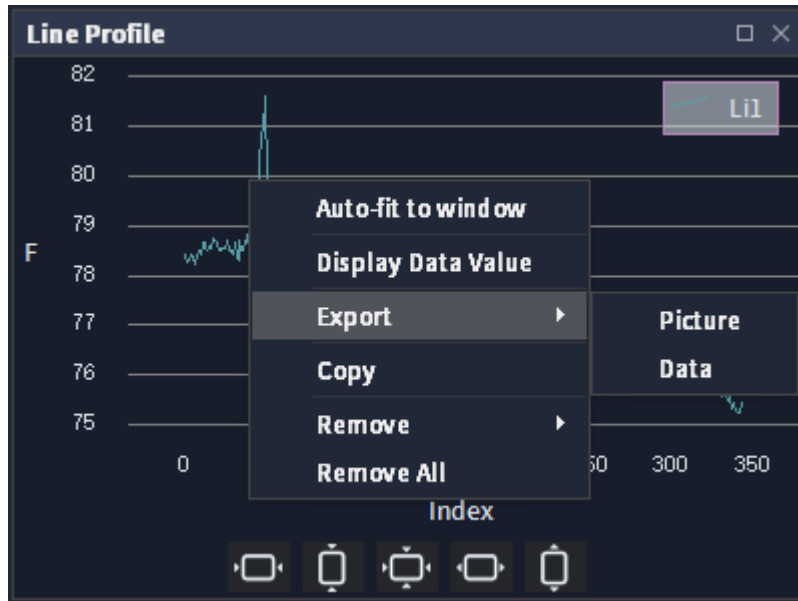 Line Profile
82
Li1
81
80
Auto-fit to window
79
F
Display Data Value
78
Export
Picture
77
Copy
Data
76
Remove
75
Remove All
0
50
300
350
Index